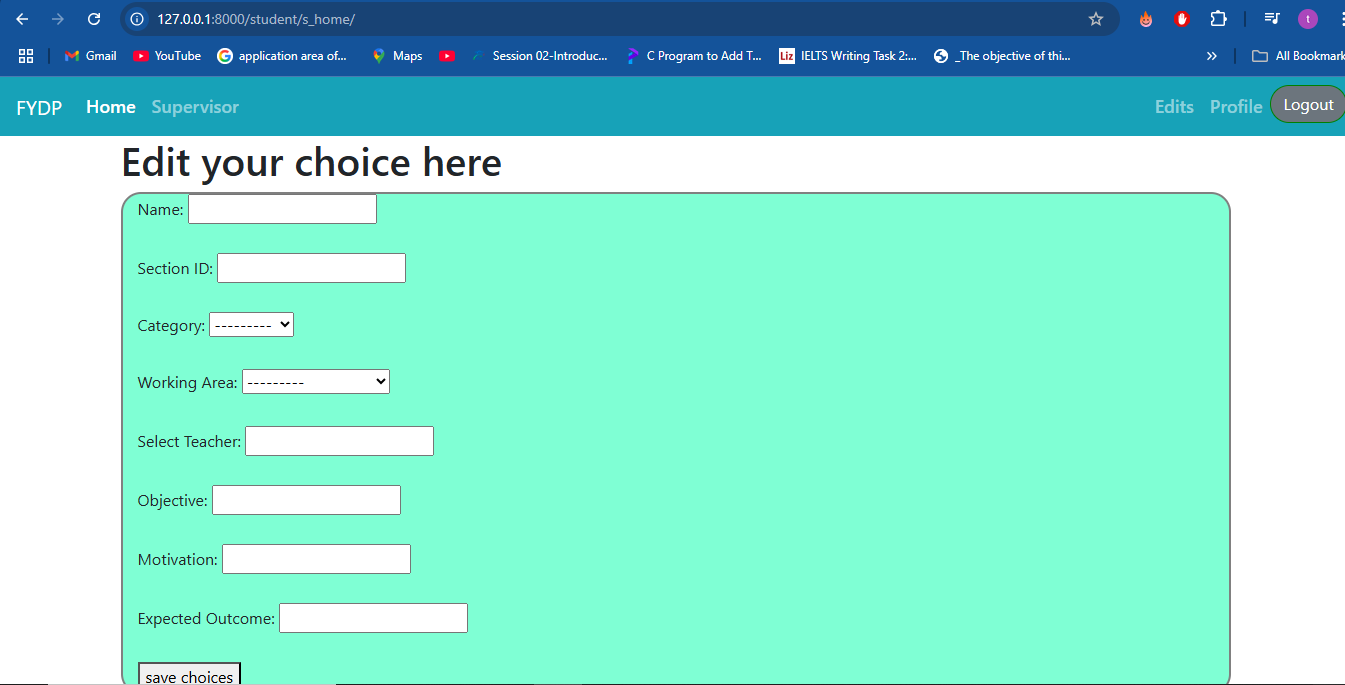 127.0.0.1:8000/student/s_home/
t
Gmail YouTube application area of... Maps Session 02-Introduc... C Program to Add T... Liz IELTS Writing Task 2:... _The objective of thi... » All Bookmark
FYDP Home Supervisor Edits Profile Logout
Edit your choice here
Name:
Section ID:
Category: ---------
Working Area: ---------
Select Teacher:
Objective:
Motivation:
Expected Outcome:
save choices